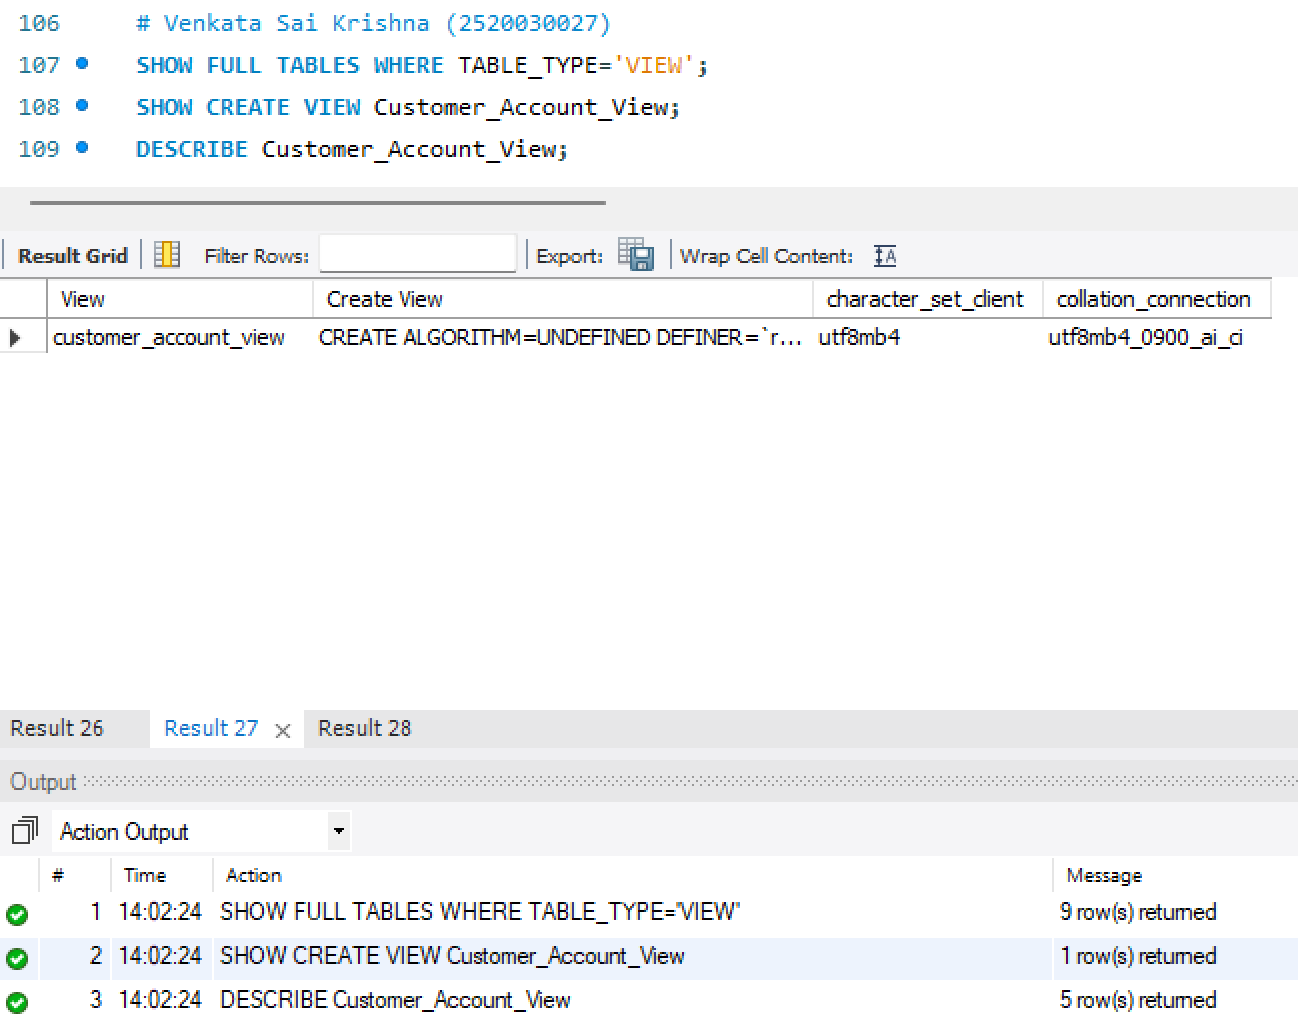 106 # Venkata Sai Krishna (2520030027)
107 SHOW FULL TABLES WHERE TABLE_TYPE='VIEW';
108 SHOW CREATE VIEW Customer_Account_View;
109 DESCRIBE Customer_Account_View;
Result Grid Filter Rows: Export: Wrap Cell Content:
View Create View character_set_client collation_connection
customer_account_view CREATE ALGORITHM=UNDEFINED DEFINER=`r... utf8mb4 utf8mb4_0900_ai_ci
Result 26 Result 27 Result 28
Output
Action Output
# Time Action Message
1 14:02:24 SHOW FULL TABLES WHERE TABLE_TYPE='VIEW' 9 row(s) returned
2 14:02:24 SHOW CREATE VIEW Customer_Account_View 1 row(s) returned
3 14:02:24 DESCRIBE Customer_Account_View 5 row(s) returned